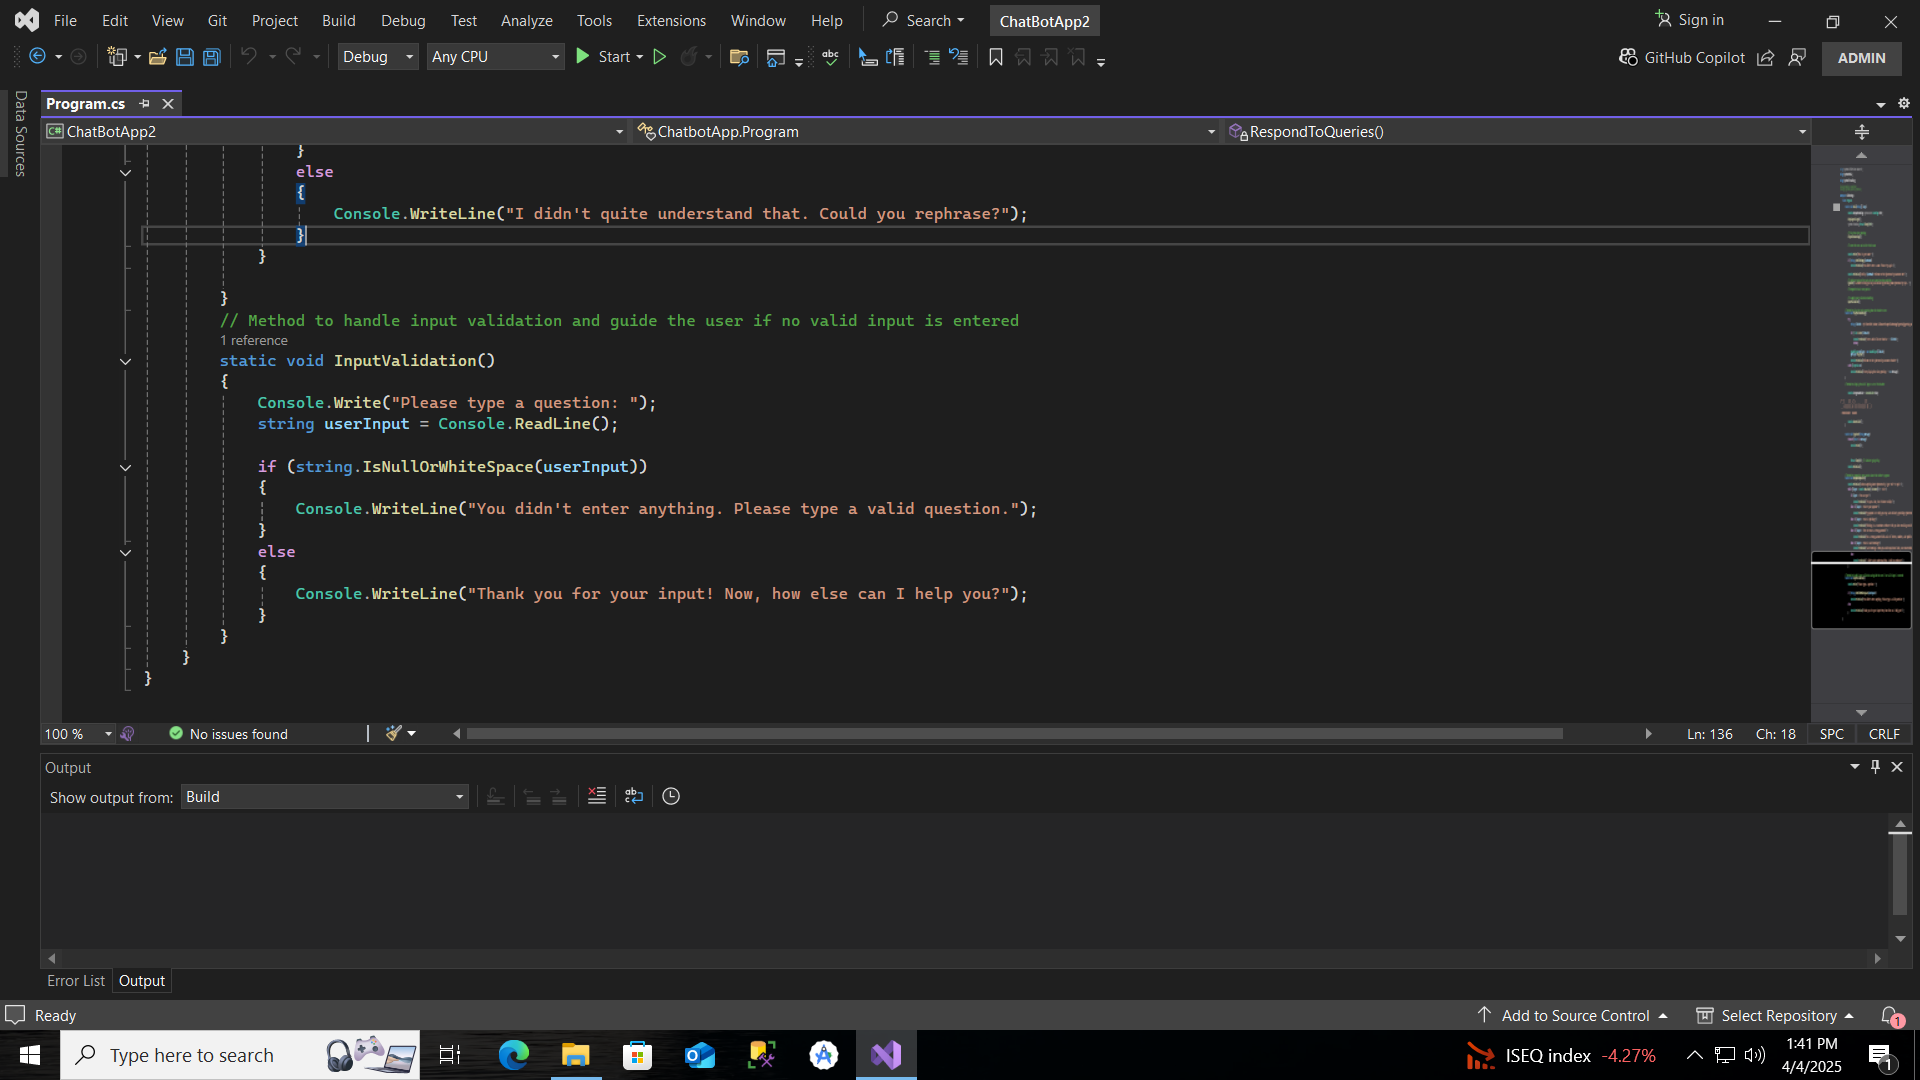 File Edit View Git Project Build Debug Test Analyze Tools Extensions Window Help Search ChatBotApp2 Sign in
Debug Any CPU Start GitHub Copilot ADMIN
Data Sources
Program.cs
C# ChatBotApp2 ChatbotApp.Program RespondToQueries()
}
else
{
Console.WriteLine("I didn't quite understand that. Could you rephrase?");
}
}
}
// Method to handle input validation and guide the user if no valid input is entered
1 reference
static void InputValidation()
{
Console.Write("Please type a question: ");
string userInput = Console.ReadLine();
if (string.IsNullOrWhiteSpace(userInput))
{
Console.WriteLine("You didn't enter anything. Please type a valid question.");
}
else
{
Console.WriteLine("Thank you for your input! Now, how else can I help you?");
}
}
}
}
100 % No issues found Ln: 136 Ch: 18 SPC CRLF
Output
Show output from: Build
Error List Output
Ready Add to Source Control Select Repository 1
Type here to search ISEQ index -4.27% 1:41 PM
4/4/2025 1